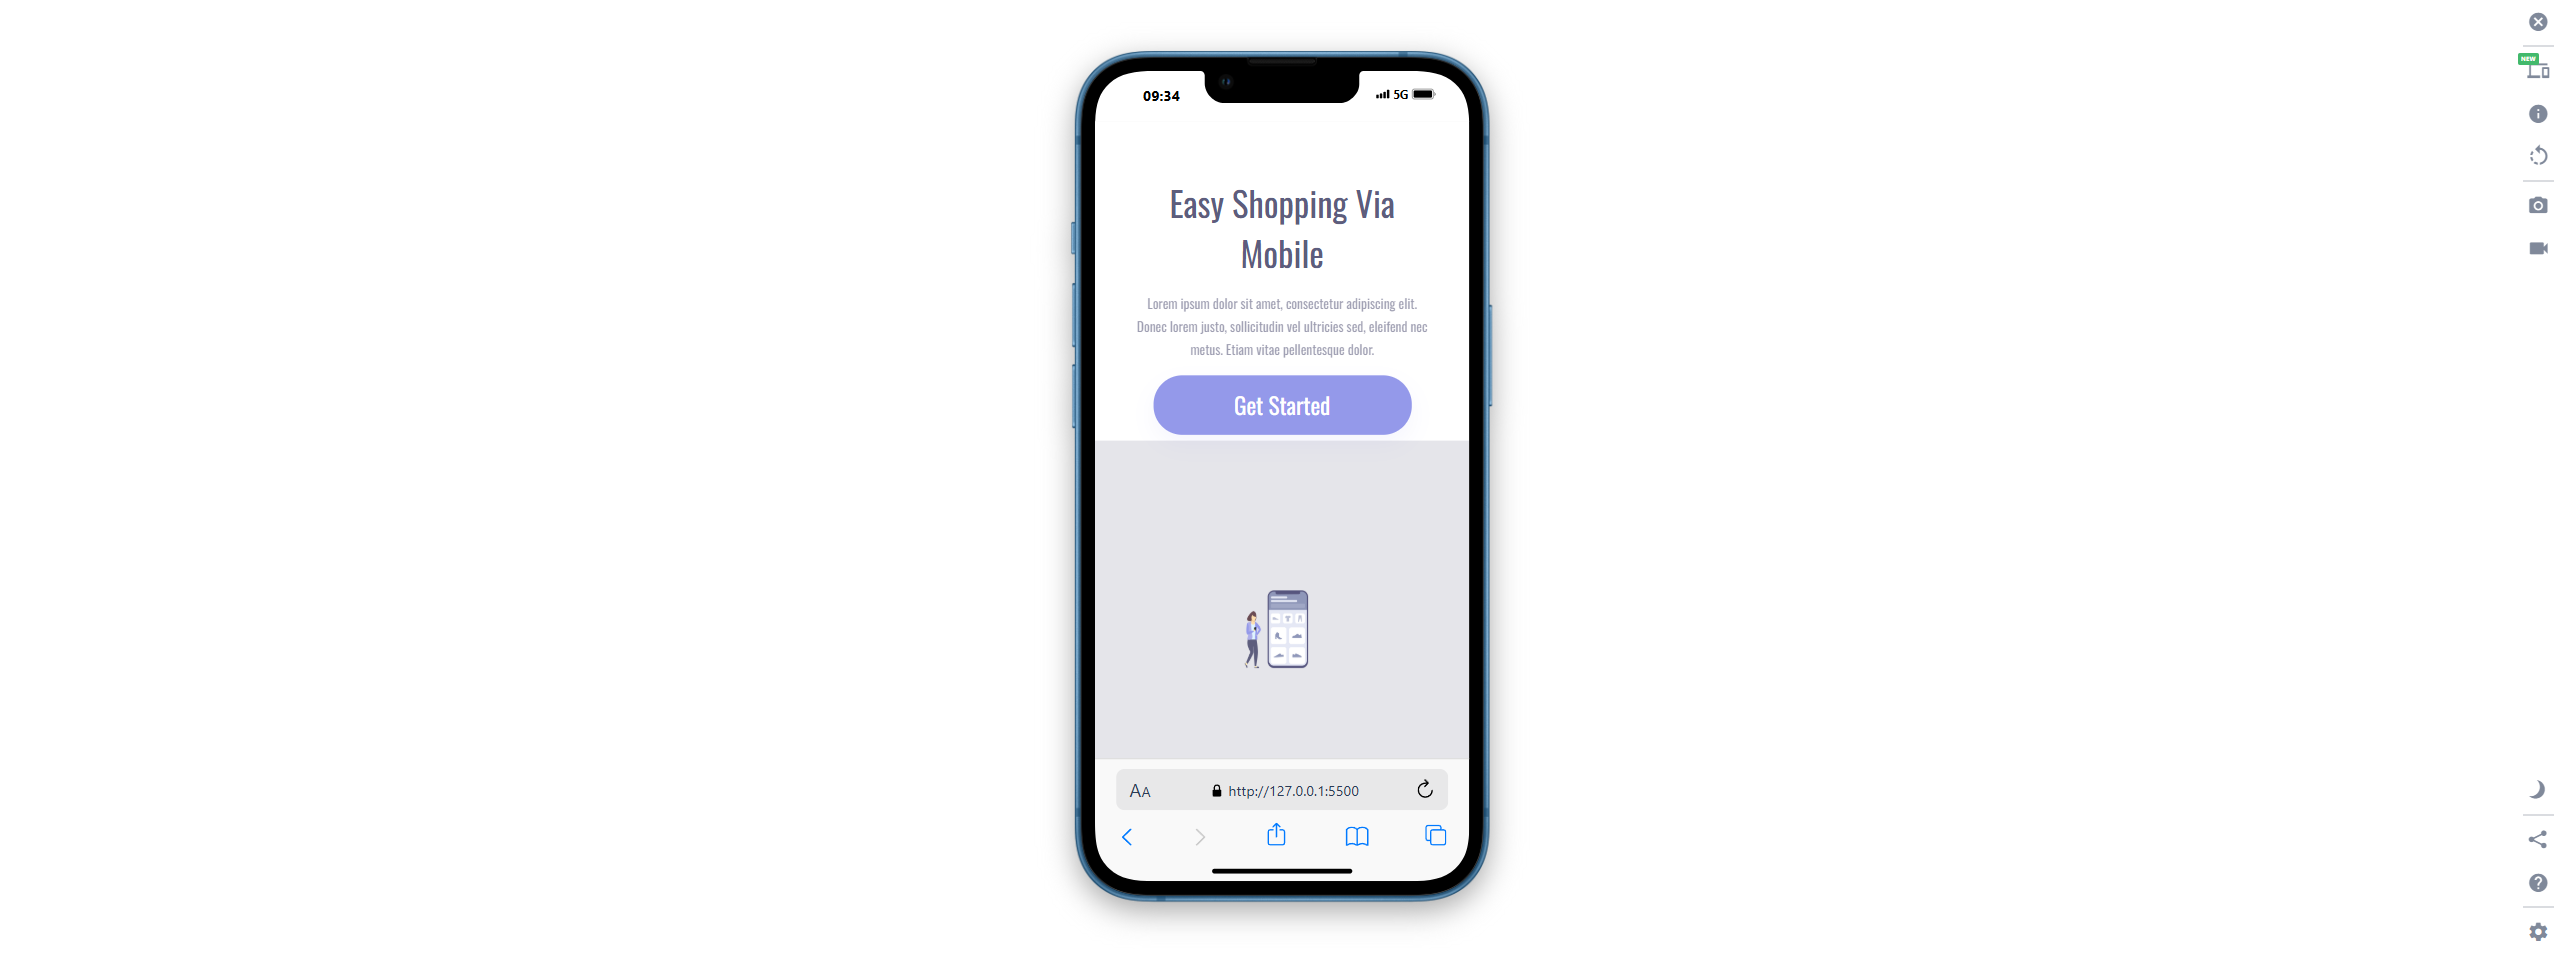 NEW
09:34
5G
Easy Shopping Via
Mobile
Lorem ipsum dolor sit amet, consectetur adipiscing elit.
Donec lorem justo, sollicitudin vel ultricies sed, eleifend nec
metus. Etiam vitae pellentesque dolor.
Get Started
AA
http://127.0.0.1:5500